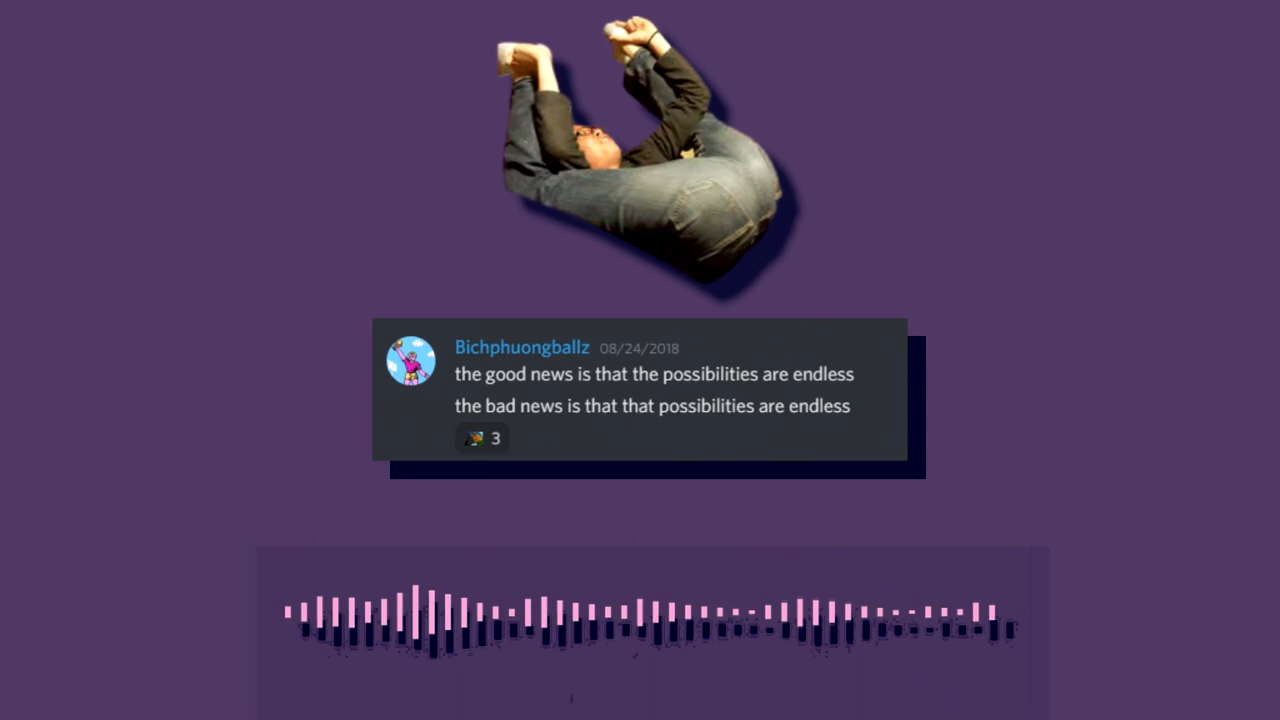 Bichphuongballz 08/24/2018
the good news is that the possibilities are endless
the bad news is that that possibilities are endless
3